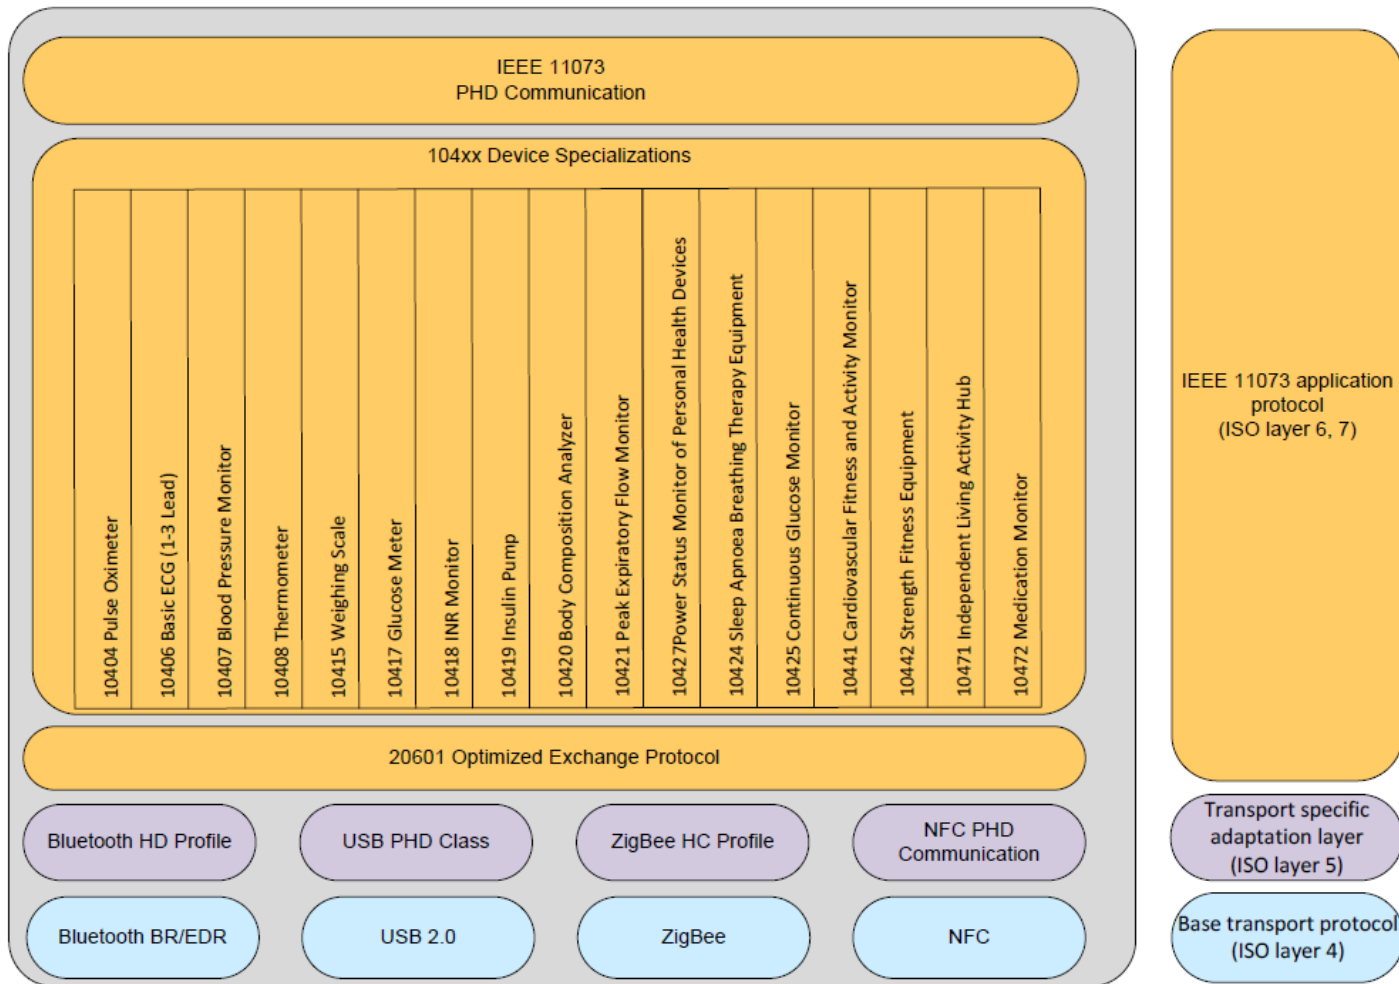 IEEE 11073
PHD Communication
104xx Device Specializations
10404 Pulse Oximeter
10406 Basic ECG (1-3 Lead)
10407 Blood Pressure Monitor
10408 Thermometer
10415 Weighing Scale
10417 Glucose Meter
10418 INR Monitor
10419 Insulin Pump
10420 Body Composition Analyzer
10421 Peak Expiratory Flow Monitor
10427Power Status Monitor of Personal Health Devices
10424 Sleep Apnoea Breathing Therapy Equipment
10425 Continuous Glucose Monitor
10441 Cardiovascular Fitness and Activity Monitor
10442 Strength Fitness Equipment
10471 Independent Living Activity Hub
10472 Medication Monitor
20601 Optimized Exchange Protocol
Bluetooth HD Profile
USB PHD Class
ZigBee HC Profile
NFC PHD
Communication
Bluetooth BR/EDR
USB 2.0
ZigBee
NFC
IEEE 11073 application
protocol
(ISO layer 6, 7)
Transport specific
adaptation layer
(ISO layer 5)
Base transport protocol
(ISO layer 4)